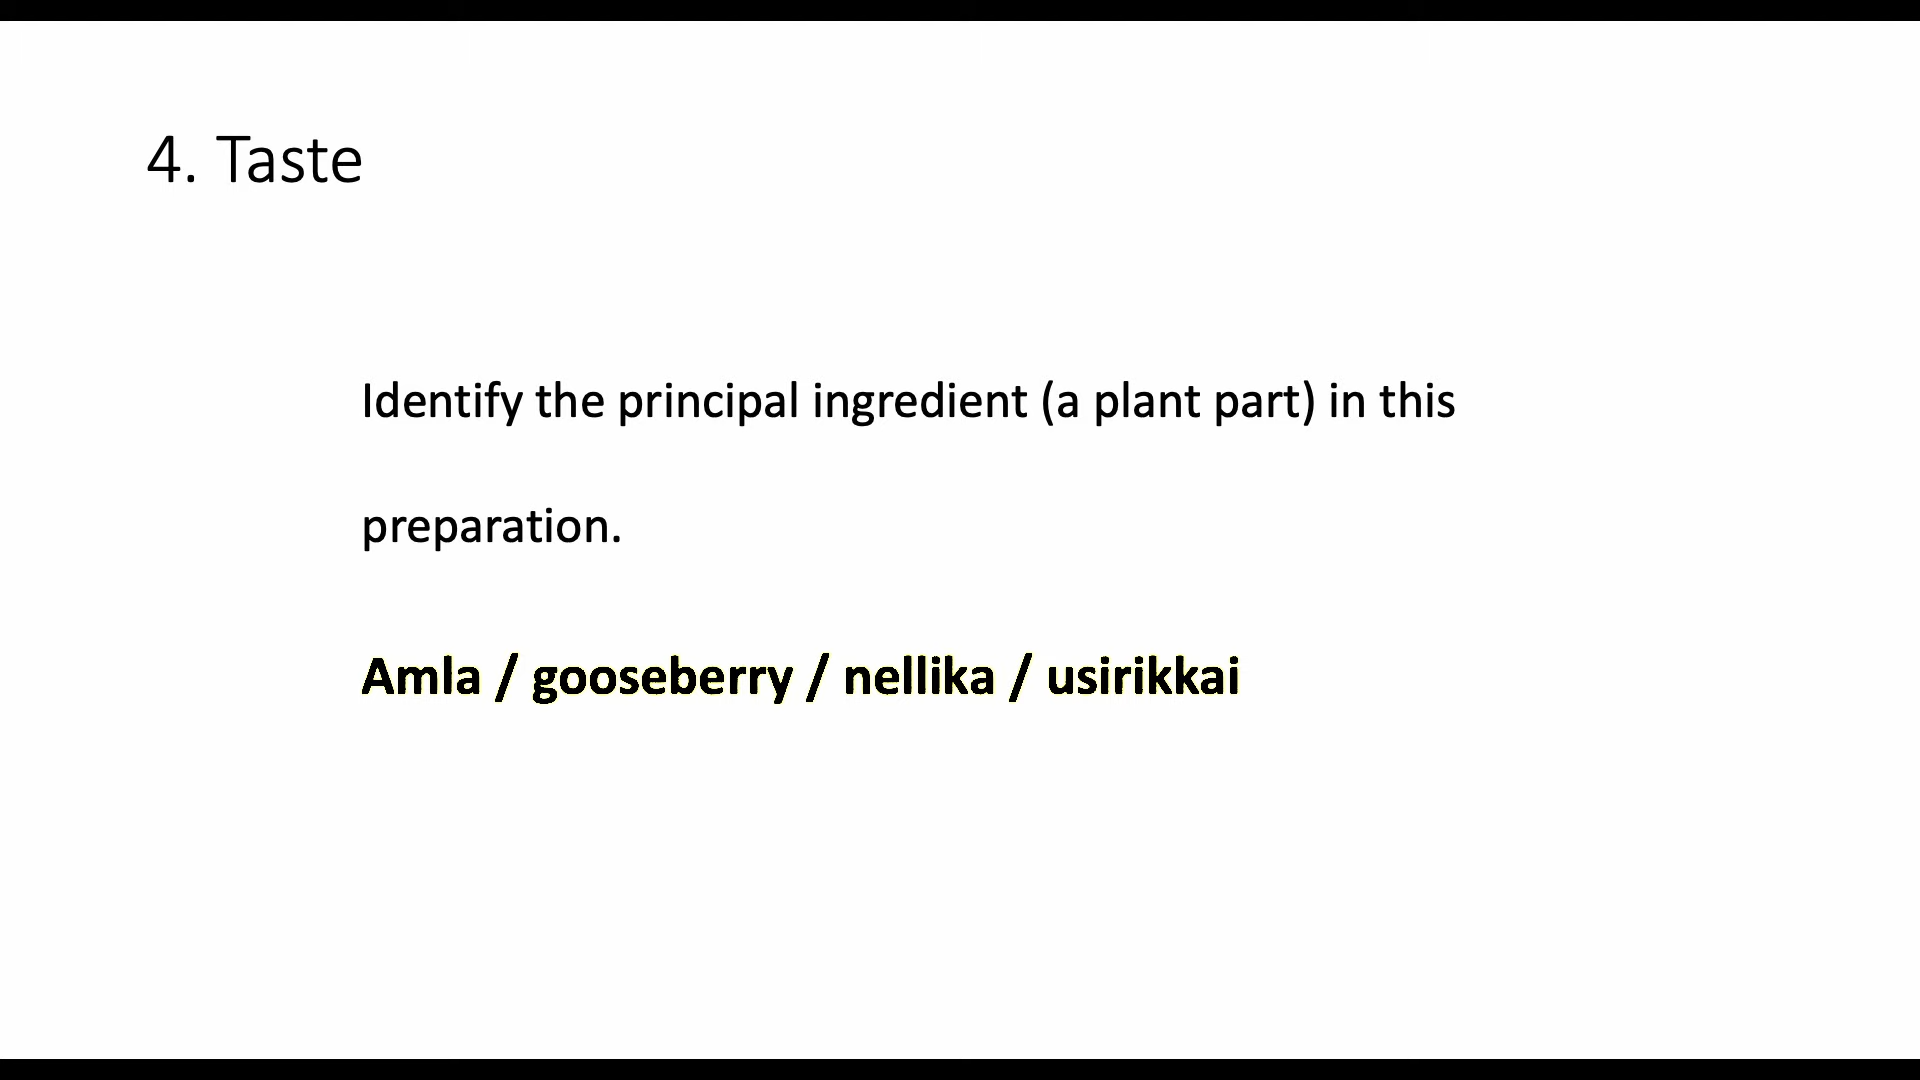 4. Taste
Identify the principal ingredient (a plant part) in this
preparation.
Amla / gooseberry / nellika / usirikkai